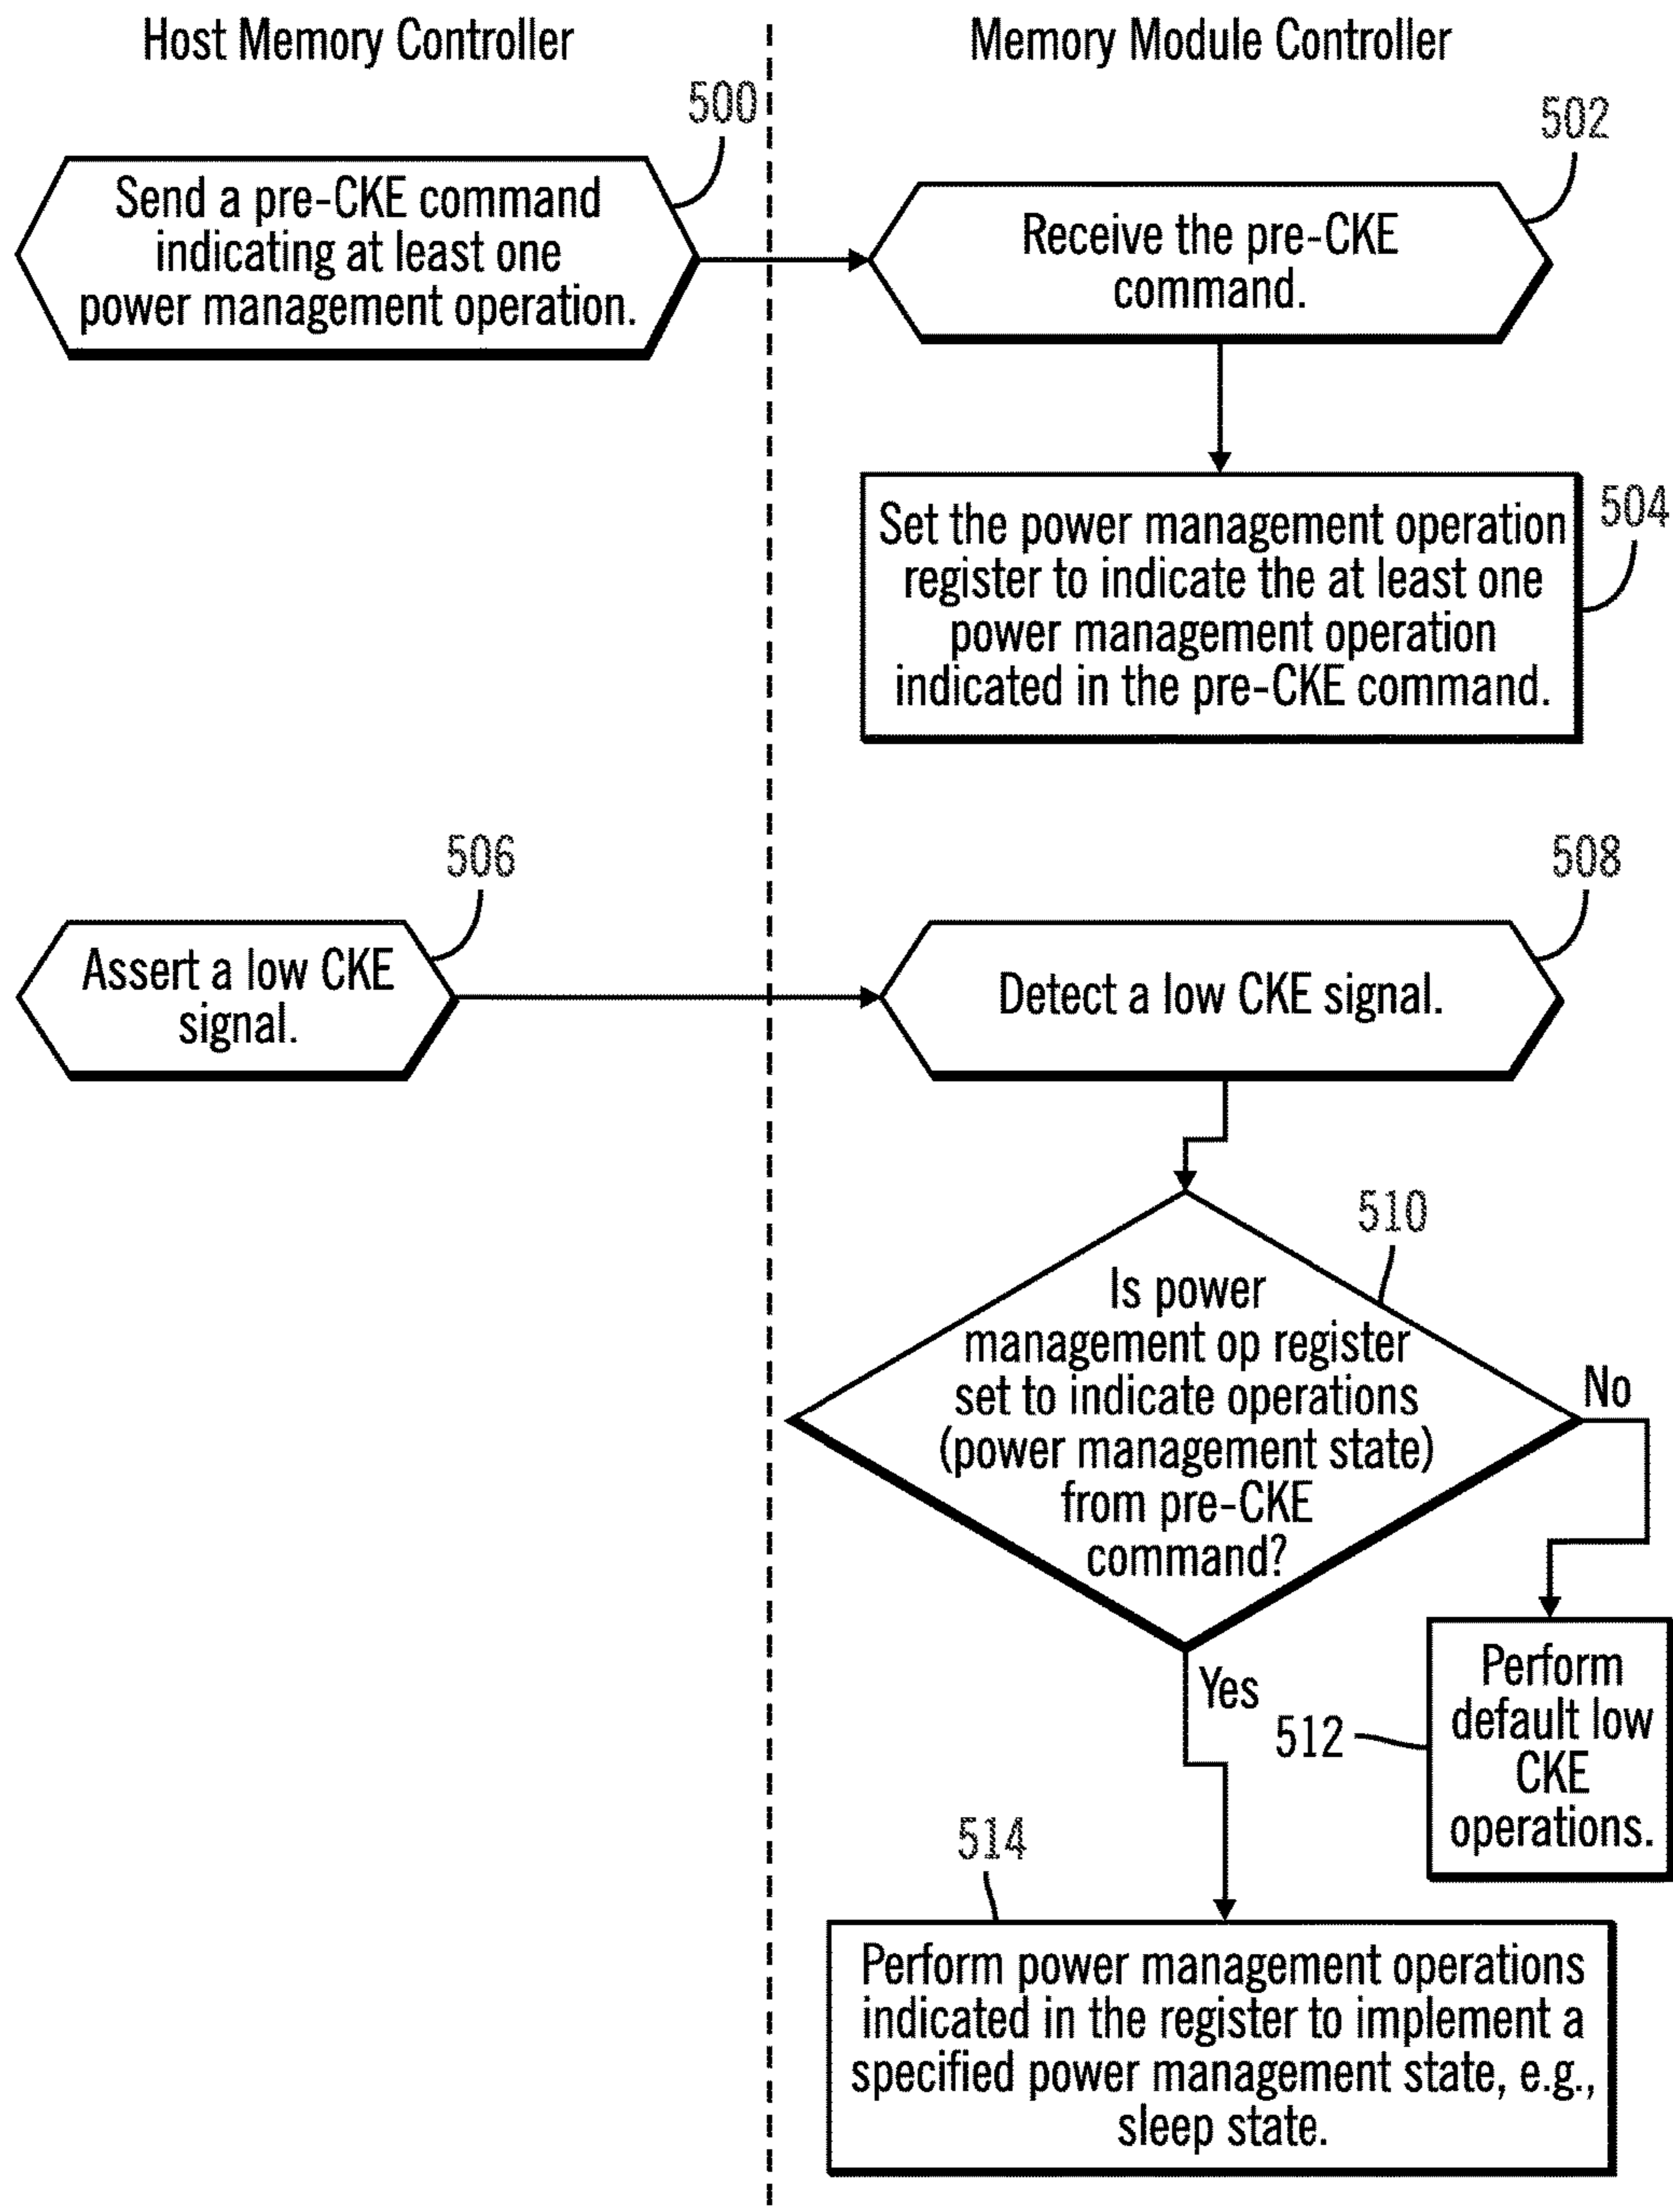 Host Memory Controller
Memory Module Controller
500
502
Send a pre-CKE command
indicating at least one
power management operation.
Receive the pre-CKE
command.
504
Set the power management operation
register to indicate the at least one
power management operation
indicated in the pre-CKE command.
506
508
Assert a low CKE
signal.
Detect a low CKE signal.
510
Is power
management op register
set to indicate operations
(power management state)
from pre-CKE
command?
No
Yes
512
Perform
default low
CKE
operations.
514
Perform power management operations
indicated in the register to implement a
specified power management state, e.g.,
sleep state.